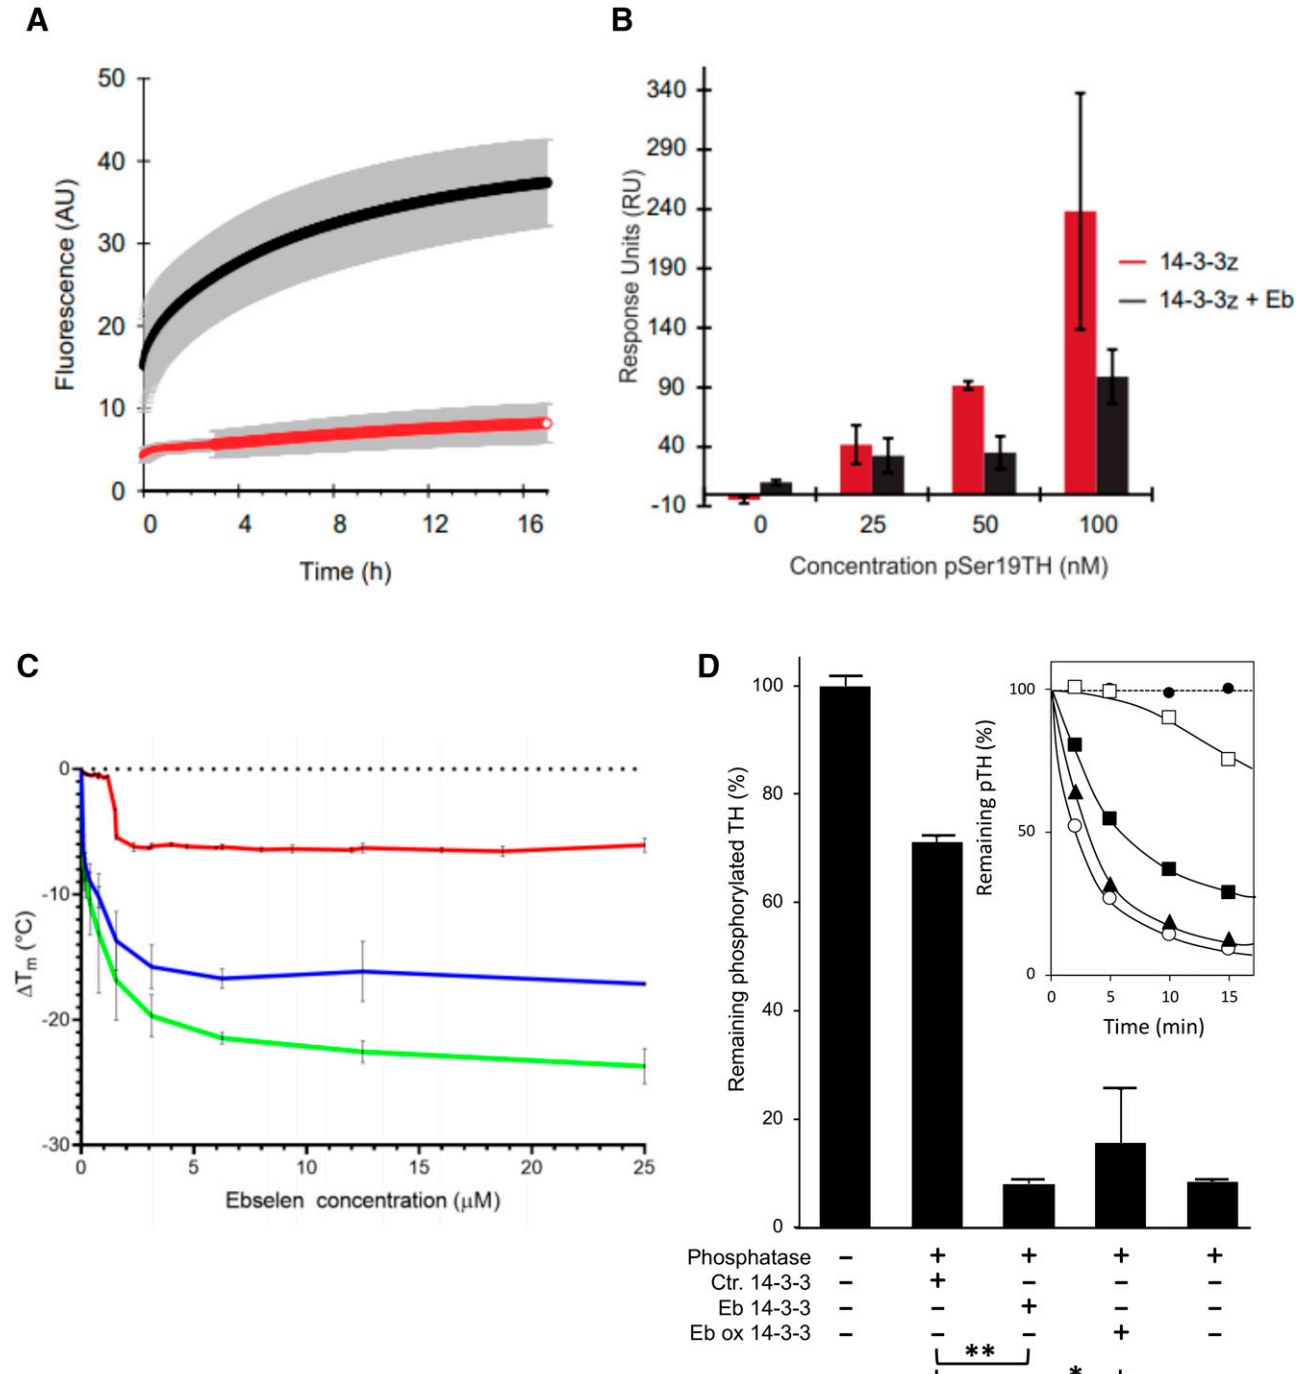 A
50
40
30
20
10
0
Fluorescence (AU)
0 4 8 12 16
Time (h)
B
340
290
240
190
140
90
40
-10
Response Units (RU)
14-3-3z
14-3-3z + Eb
0 25 50 100
Concentration pSer19TH (nM)
C
0
-10
-20
-30
ΔTm (°C)
0 5 10 15 20 25
Ebselen concentration (µM)
D
100
80
60
40
20
0
Remaining phosphorylated TH (%)
100
50
0
Remaining pTH (%)
0 5 10 15
Time (min)
Phosphatase – + + + +
Ctr. 14-3-3 – + – – –
Eb 14-3-3 – – + – –
Eb ox 14-3-3 – – – + –
**
*